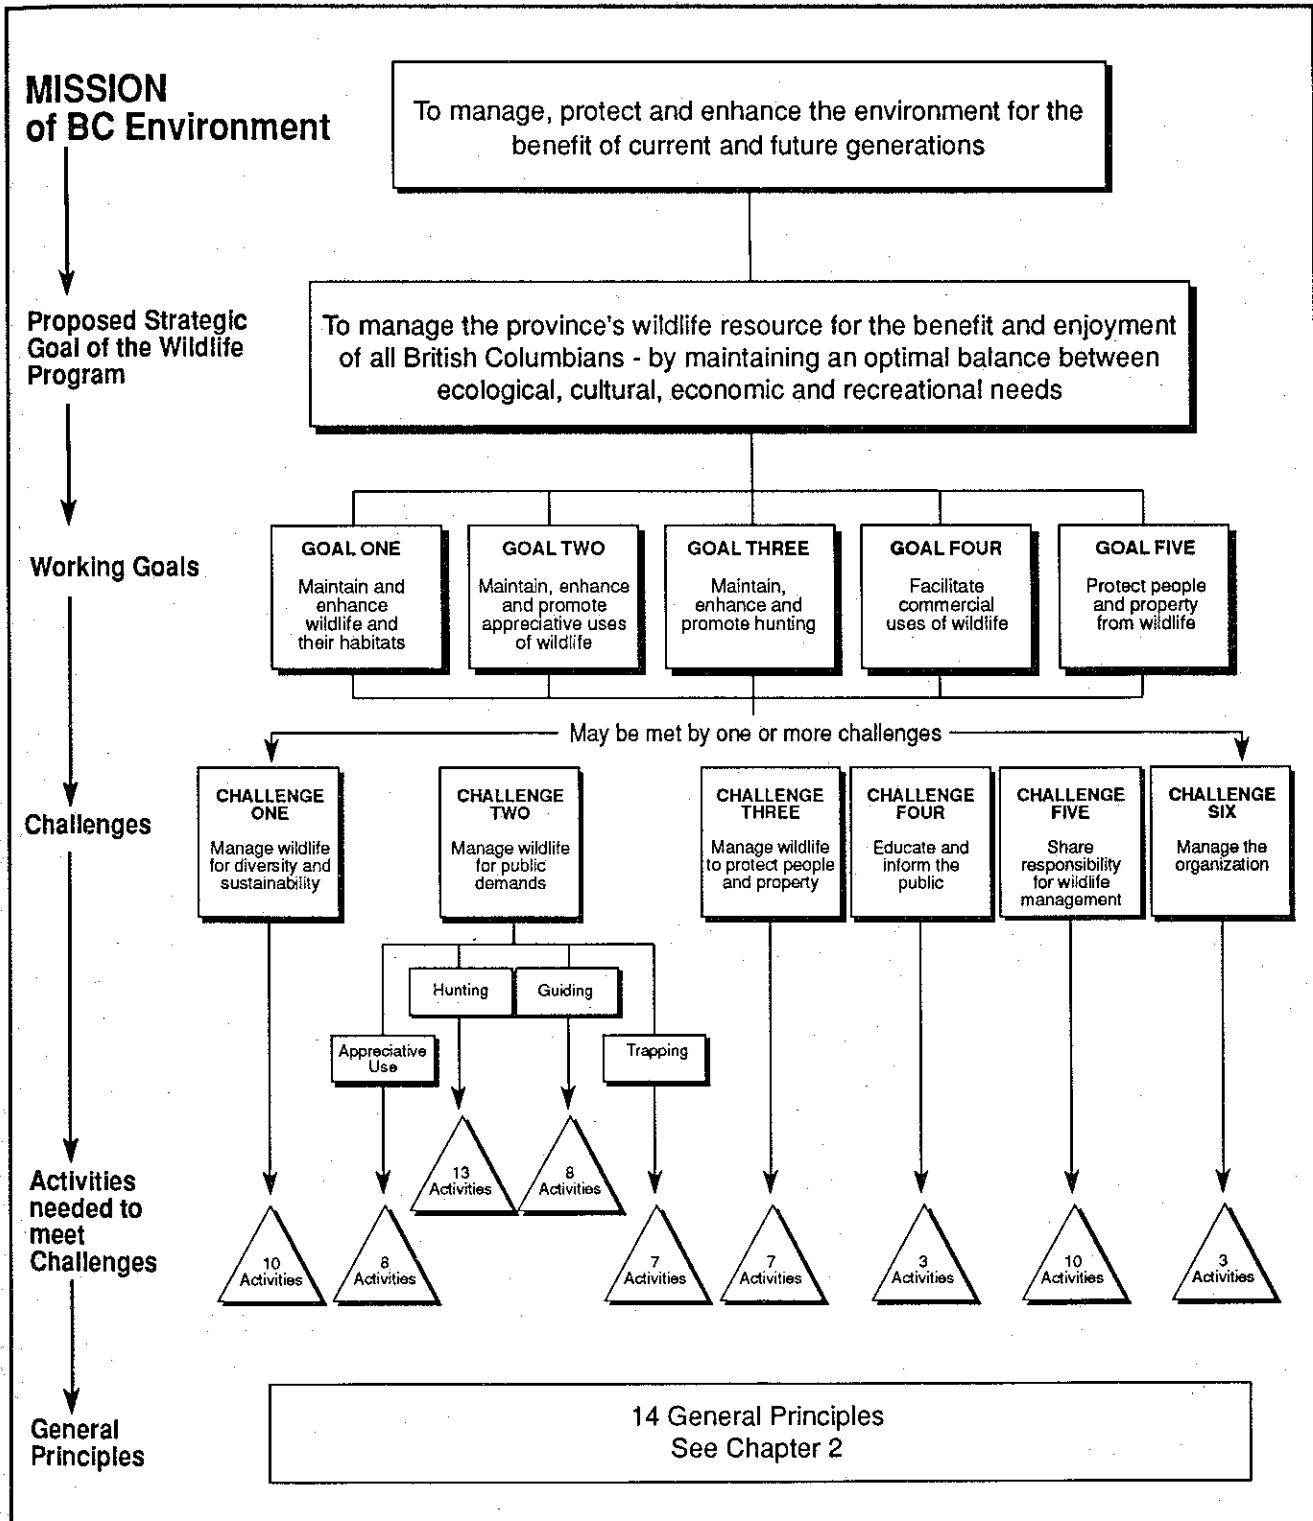 MISSION
of BC Environment
To manage, protect and enhance the environment for the
benefit of current and future generations
Proposed Strategic
Goal of the Wildlife
Program
To manage the province's wildlife resource for the benefit and enjoyment
of all British Columbians - by maintaining an optimal balance between
ecological, cultural, economic and recreational needs
Working Goals
GOAL ONE
Maintain and
enhance
wildlife and
their habitats
GOAL TWO
Maintain, enhance
and promote
appreciative uses
of wildlife
GOAL THREE
Maintain,
enhance and
promote hunting
GOAL FOUR
Facilitate
commercial
uses of wildlife
GOAL FIVE
Protect people
and property
from wildlife
May be met by one or more challenges
Challenges
CHALLENGE
ONE
Manage wildlife
for diversity and
sustainability
CHALLENGE
TWO
Manage wildlife
for public
demands
CHALLENGE
THREE
Manage wildlife
to protect people
and property
CHALLENGE
FOUR
Educate and
inform the
public
CHALLENGE
FIVE
Share
responsibility
for wildlife
management
CHALLENGE
SIX
Manage the
organization
Hunting
Guiding
Appreciative
Use
Trapping
Activities
needed to
meet
Challenges
10
Activities
8
Activities
13
Activities
8
Activities
7
Activities
7
Activities
3
Activities
10
Activities
3
Activities
General
Principles
14 General Principles
See Chapter 2